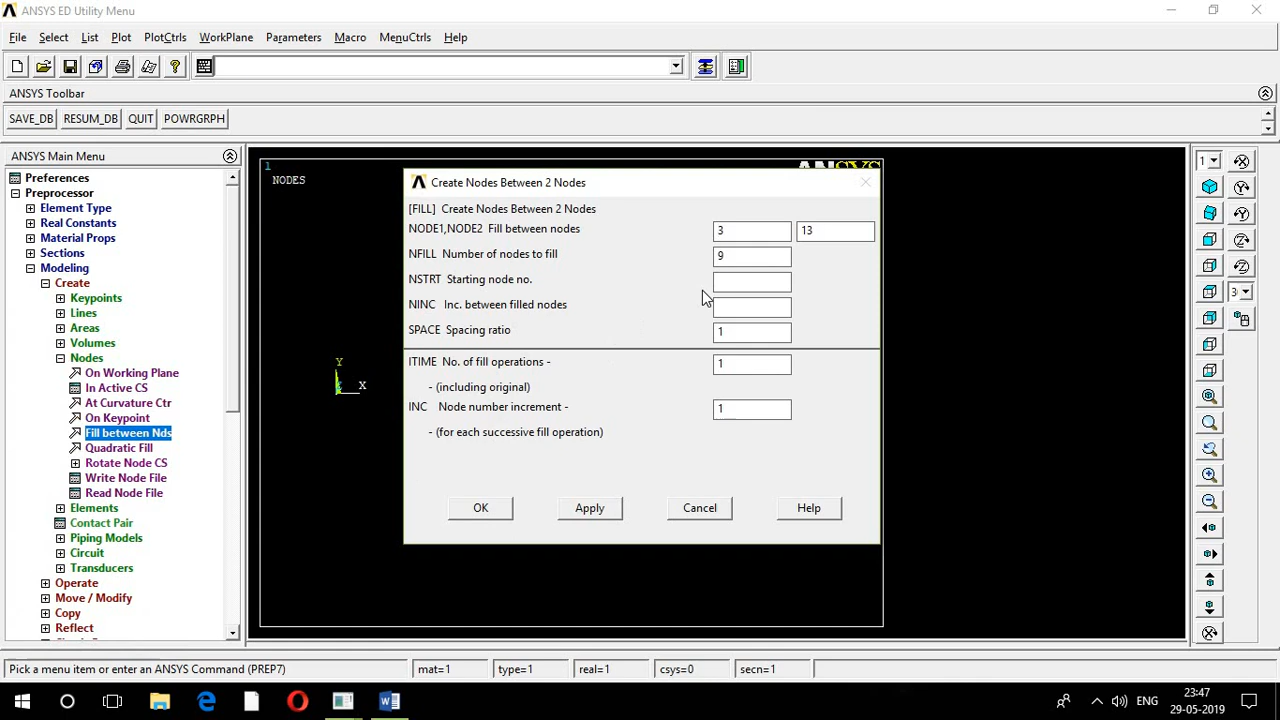 ANSYS ED Utility Menu
File Select List Plot PlotCtrls WorkPlane Parameters Macro MenuCtrls Help
ANSYS Toolbar
SAVE_DB RESUM_DB QUIT POWRGRPH
ANSYS Main Menu
Preferences
Preprocessor
Element Type
Real Constants
Material Props
Sections
Modeling
Create
Keypoints
Lines
Areas
Volumes
Nodes
On Working Plane
In Active CS
At Curvature Ctr
On Keypoint
Fill between Nds
Quadratic Fill
Rotate Node CS
Write Node File
Read Node File
Elements
Contact Pair
Piping Models
Circuit
Transducers
Operate
Move / Modify
Copy
Reflect
1
NODES
ANSYS
Y
X
Create Nodes Between 2 Nodes
[FILL] Create Nodes Between 2 Nodes
NODE1,NODE2 Fill between nodes 3 13
NFILL Number of nodes to fill 9
NSTRT Starting node no.
NINC Inc. between filled nodes
SPACE Spacing ratio 1
ITIME No. of fill operations - 1
- (including original)
INC Node number increment - 1
- (for each successive fill operation)
OK Apply Cancel Help
1
3
Pick a menu item or enter an ANSYS Command (PREP7) mat=1 type=1 real=1 csys=0 secn=1
ENG
23:47
29-05-2019